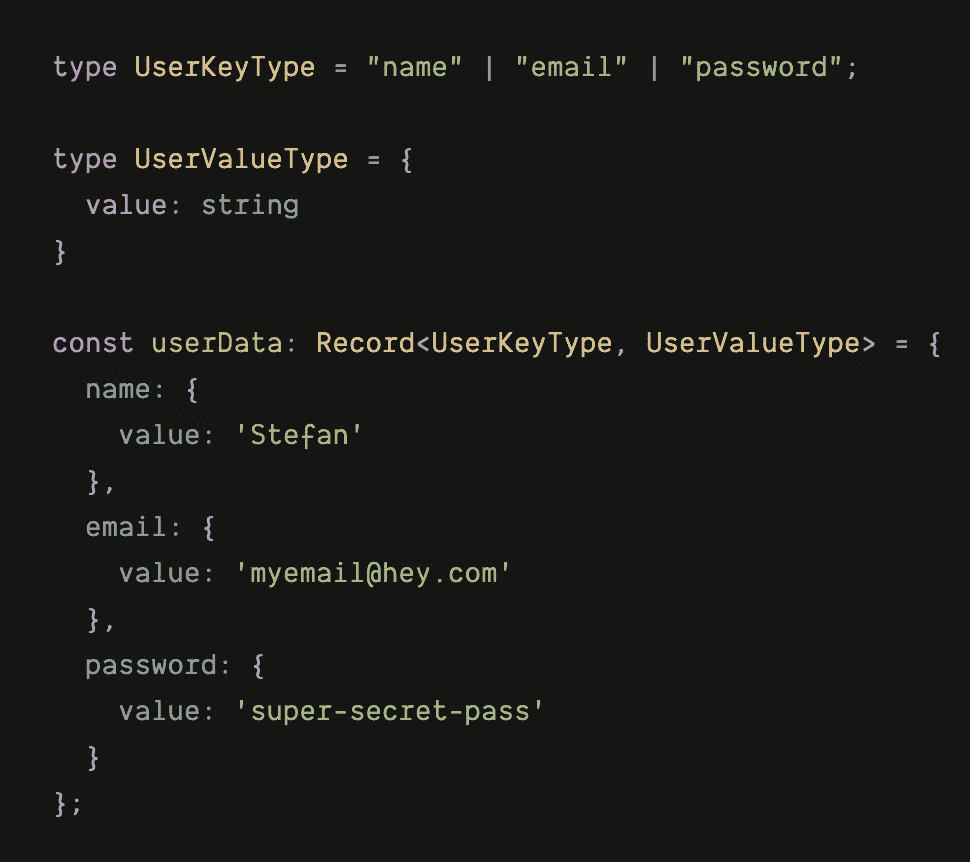 type UserKeyType = "name" | "email" | "password";
type UserValueType = {
  value: string
}
const userData: Record<UserKeyType, UserValueType> = {
  name: {
    value: 'Stefan'
  },
  email: {
    value: 'myemail@hey.com'
  },
  password: {
    value: 'super-secret-pass'
  }
};